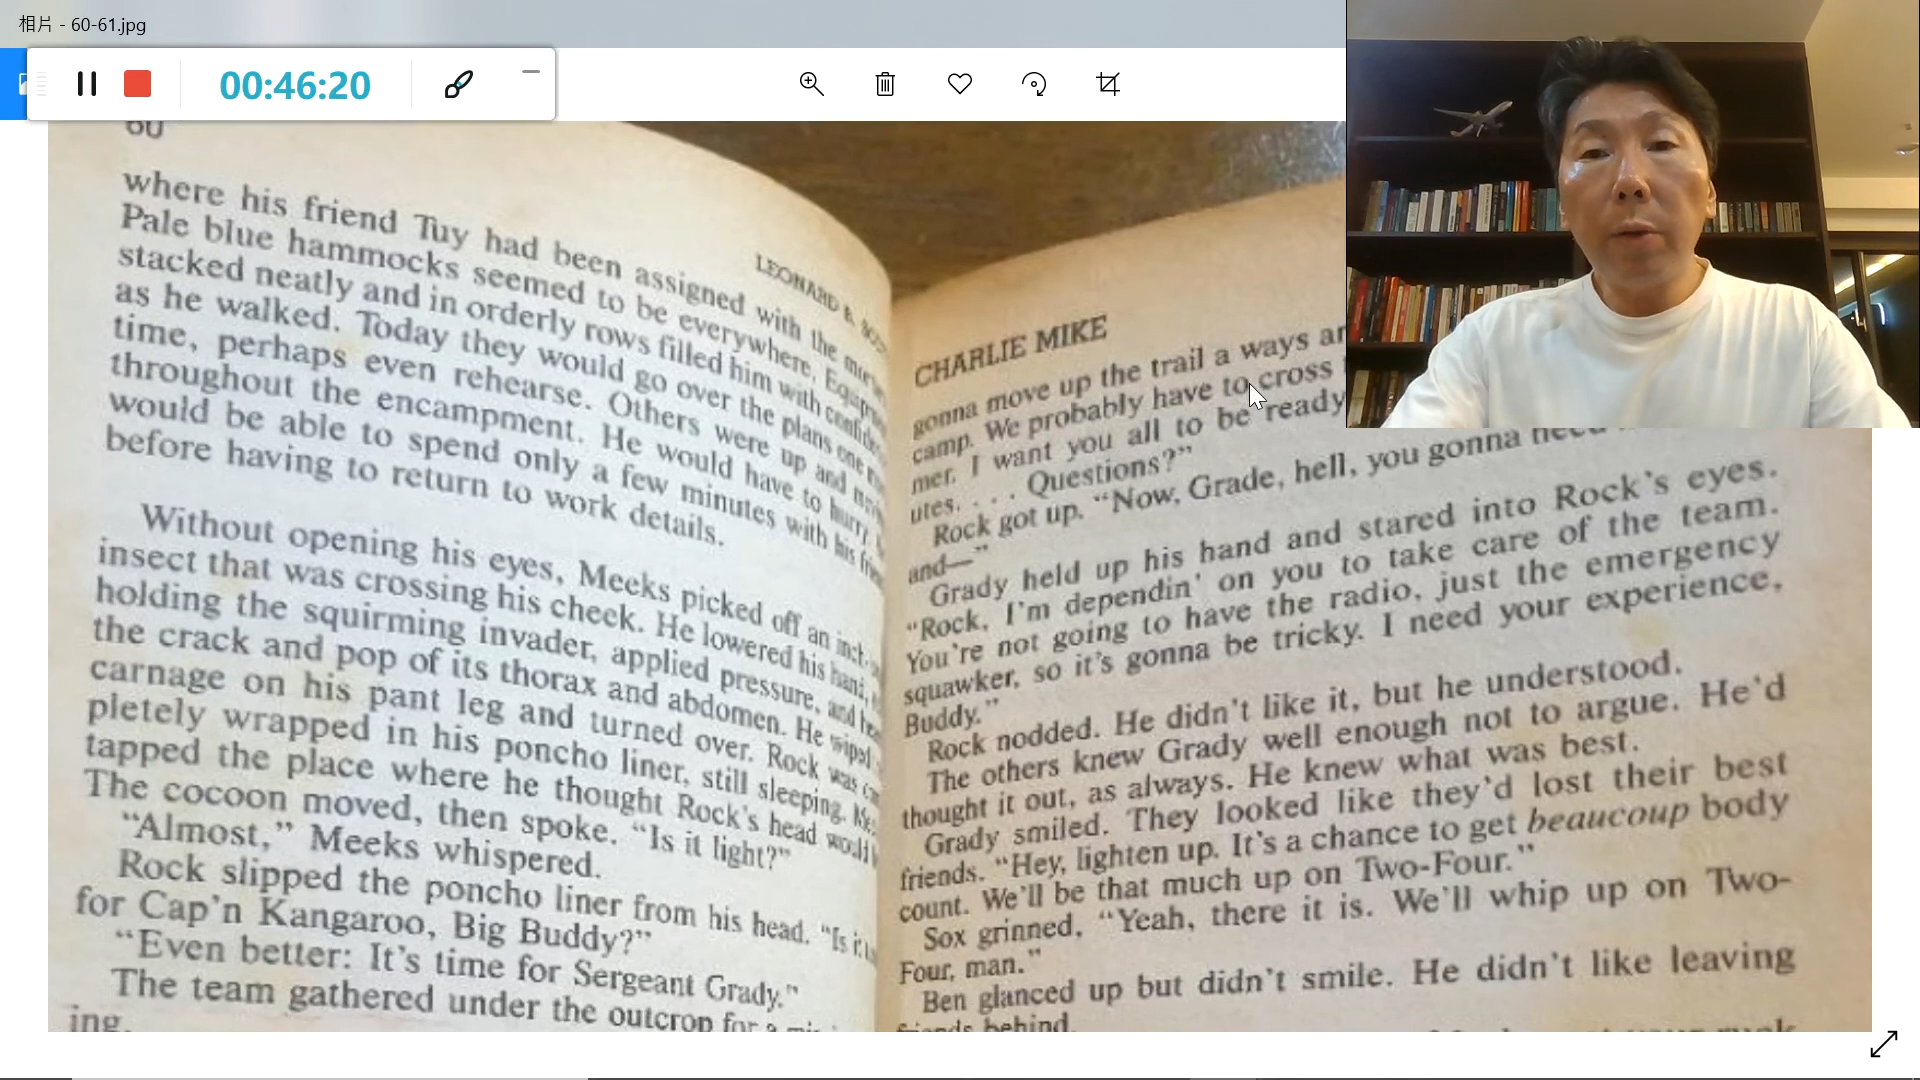 相片 - 60-61.jpg
00:46:20
60
LEONARD B.
where his friend Tuy had been assigned with the
Pale blue hammocks seemed to be everywhere.
stacked neatly and in orderly rows filled him with
as he walked. Today they would go over the plans one
time, perhaps even rehearse. Others were up and
throughout the encampment. He would have to hurry.
would be able to spend only a few minutes with his
before having to return to work details.
Without opening his eyes, Meeks picked off an
insect that was crossing his cheek. He lowered his hand,
holding the squirming invader, applied pressure, and
the crack and pop of its thorax and abdomen. He wiped
carnage on his pant leg and turned over. Rock was
pletely wrapped in his poncho liner, still sleeping.
tapped the place where he thought Rock's head would
The cocoon moved, then spoke. "Is it light?"
"Almost," Meeks whispered.
Rock slipped the poncho liner from his head. "Is it
for Cap'n Kangaroo, Big Buddy?"
"Even better: It's time for Sergeant Grady."
The team gathered under the outcrop for a
ing.
CHARLIE MIKE
gonna move up the trail a ways
camp. We probably have to cross
mer. I want you all to be ready
utes. . . . Questions?"
Rock got up. "Now, Grade, hell, you gonna need
and—"
Grady held up his hand and stared into Rock's eyes.
"Rock, I'm dependin' on you to take care of the team.
You're not going to have the radio, just the emergency
squawker, so it's gonna be tricky. I need your experience,
Buddy."
Rock nodded. He didn't like it, but he understood.
The others knew Grady well enough not to argue. He'd
thought it out, as always. He knew what was best.
Grady smiled. They looked like they'd lost their best
friends. "Hey, lighten up. It's a chance to get beaucoup body
count. We'll be that much up on Two-Four."
Sox grinned, "Yeah, there it is. We'll whip up on Two-
Four, man."
Ben glanced up but didn't smile. He didn't like leaving
friends behind.